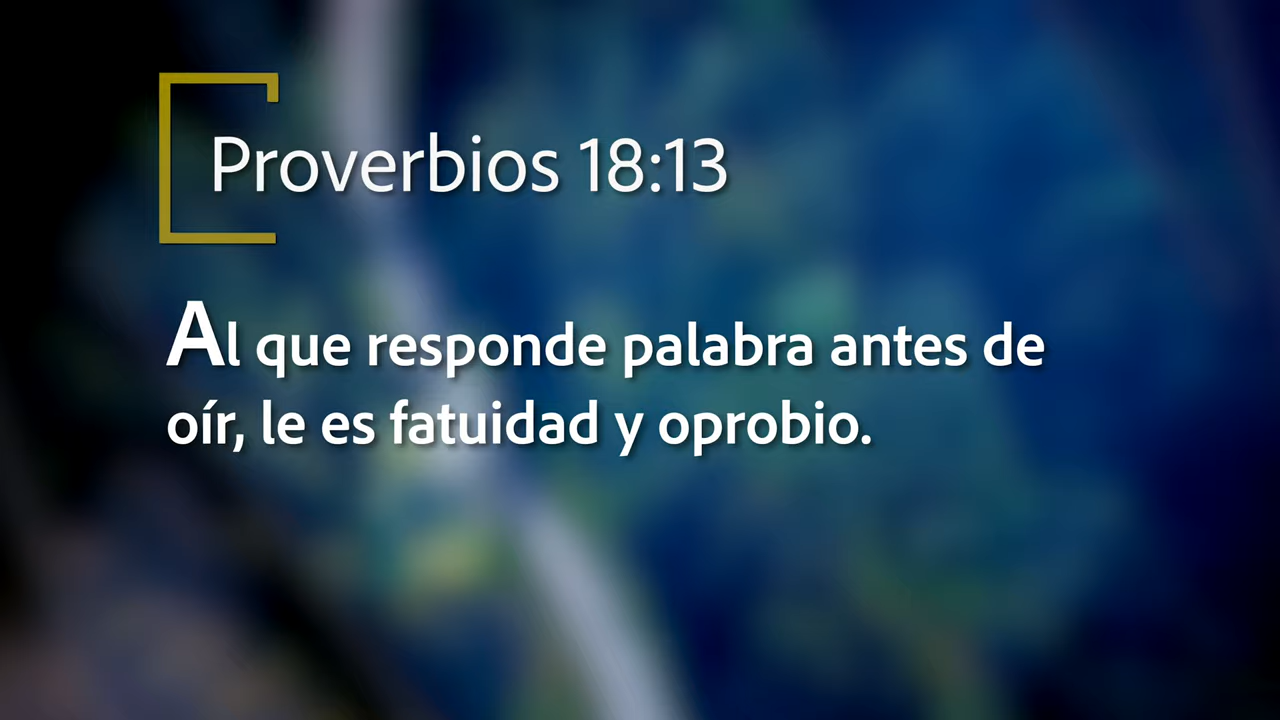 Proverbios 18:13
Al que responde palabra antes de
oír, le es fatuidad y oprobio.